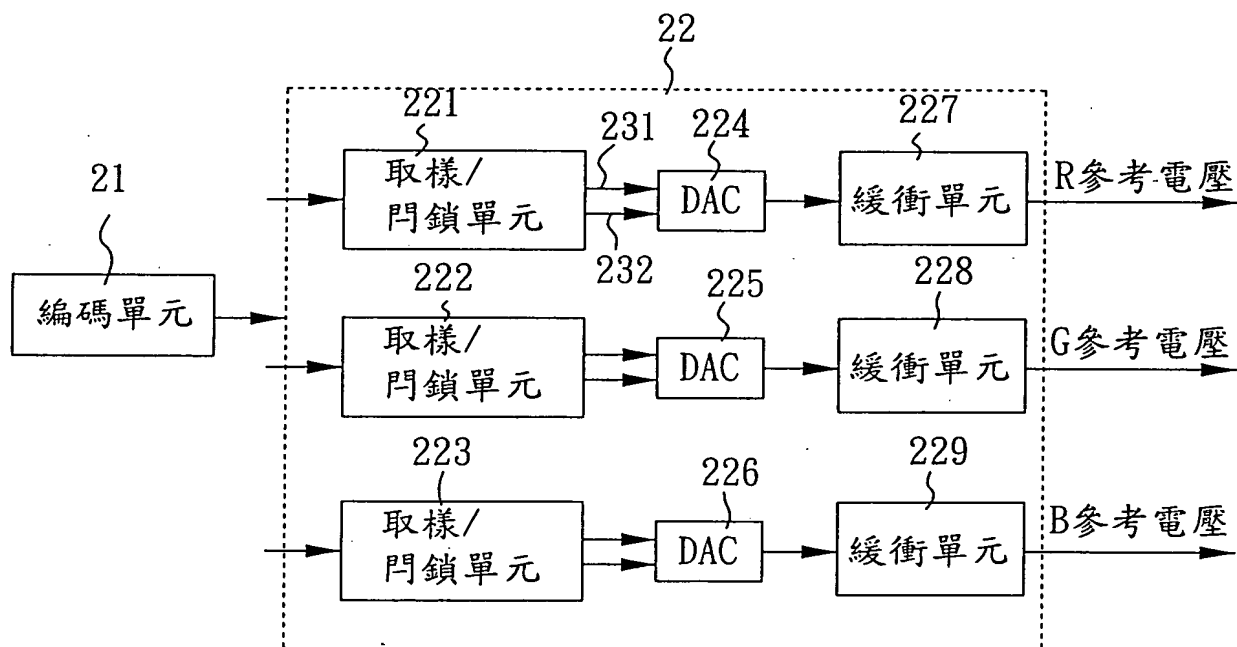 22
221
231
224
227
取樣/
閂鎖單元
DAC
緩衝單元
R參考電壓
232
21
編碼單元
222
225
228
取樣/
閂鎖單元
DAC
緩衝單元
G參考電壓
223
226
229
取樣/
閂鎖單元
DAC
緩衝單元
B參考電壓